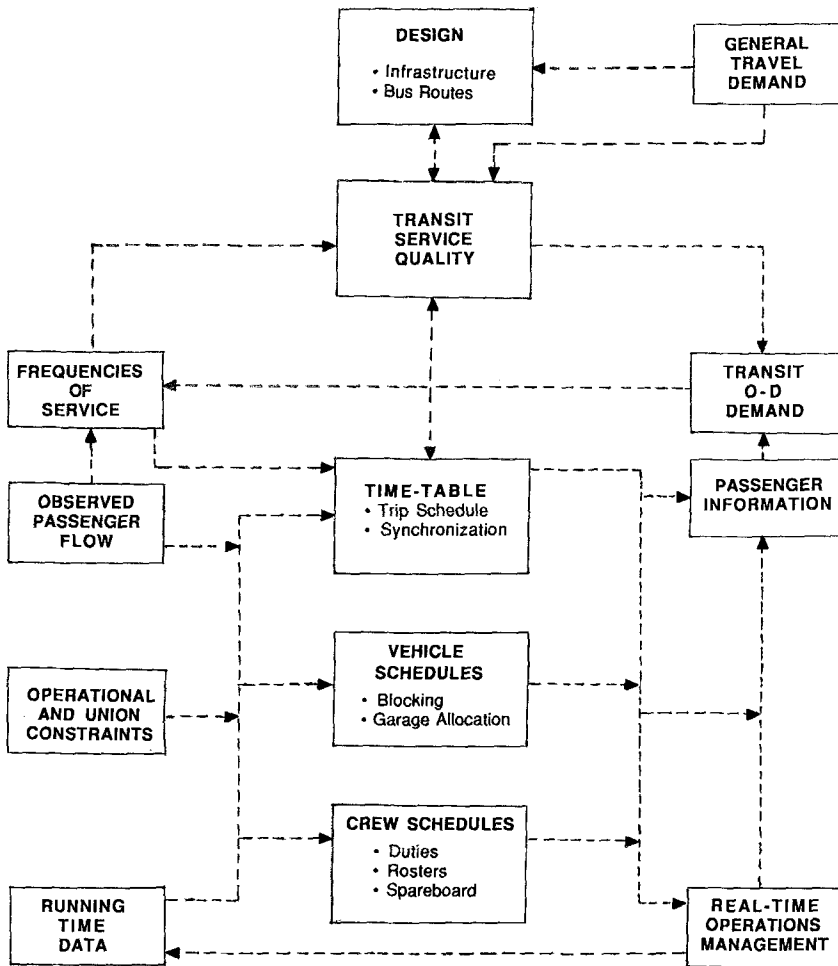 DESIGN
• Infrastructure
• Bus Routes
GENERAL
TRAVEL
DEMAND
TRANSIT
SERVICE
QUALITY
FREQUENCIES
OF
SERVICE
TRANSIT
O-D
DEMAND
OBSERVED
PASSENGER
FLOW
TIME-TABLE
• Trip Schedule
• Synchronization
PASSENGER
INFORMATION
OPERATIONAL
AND UNION
CONSTRAINTS
VEHICLE
SCHEDULES
• Blocking
• Garage Allocation
CREW SCHEDULES
• Duties
• Rosters
• Spareboard
RUNNING
TIME
DATA
REAL-TIME
OPERATIONS
MANAGEMENT